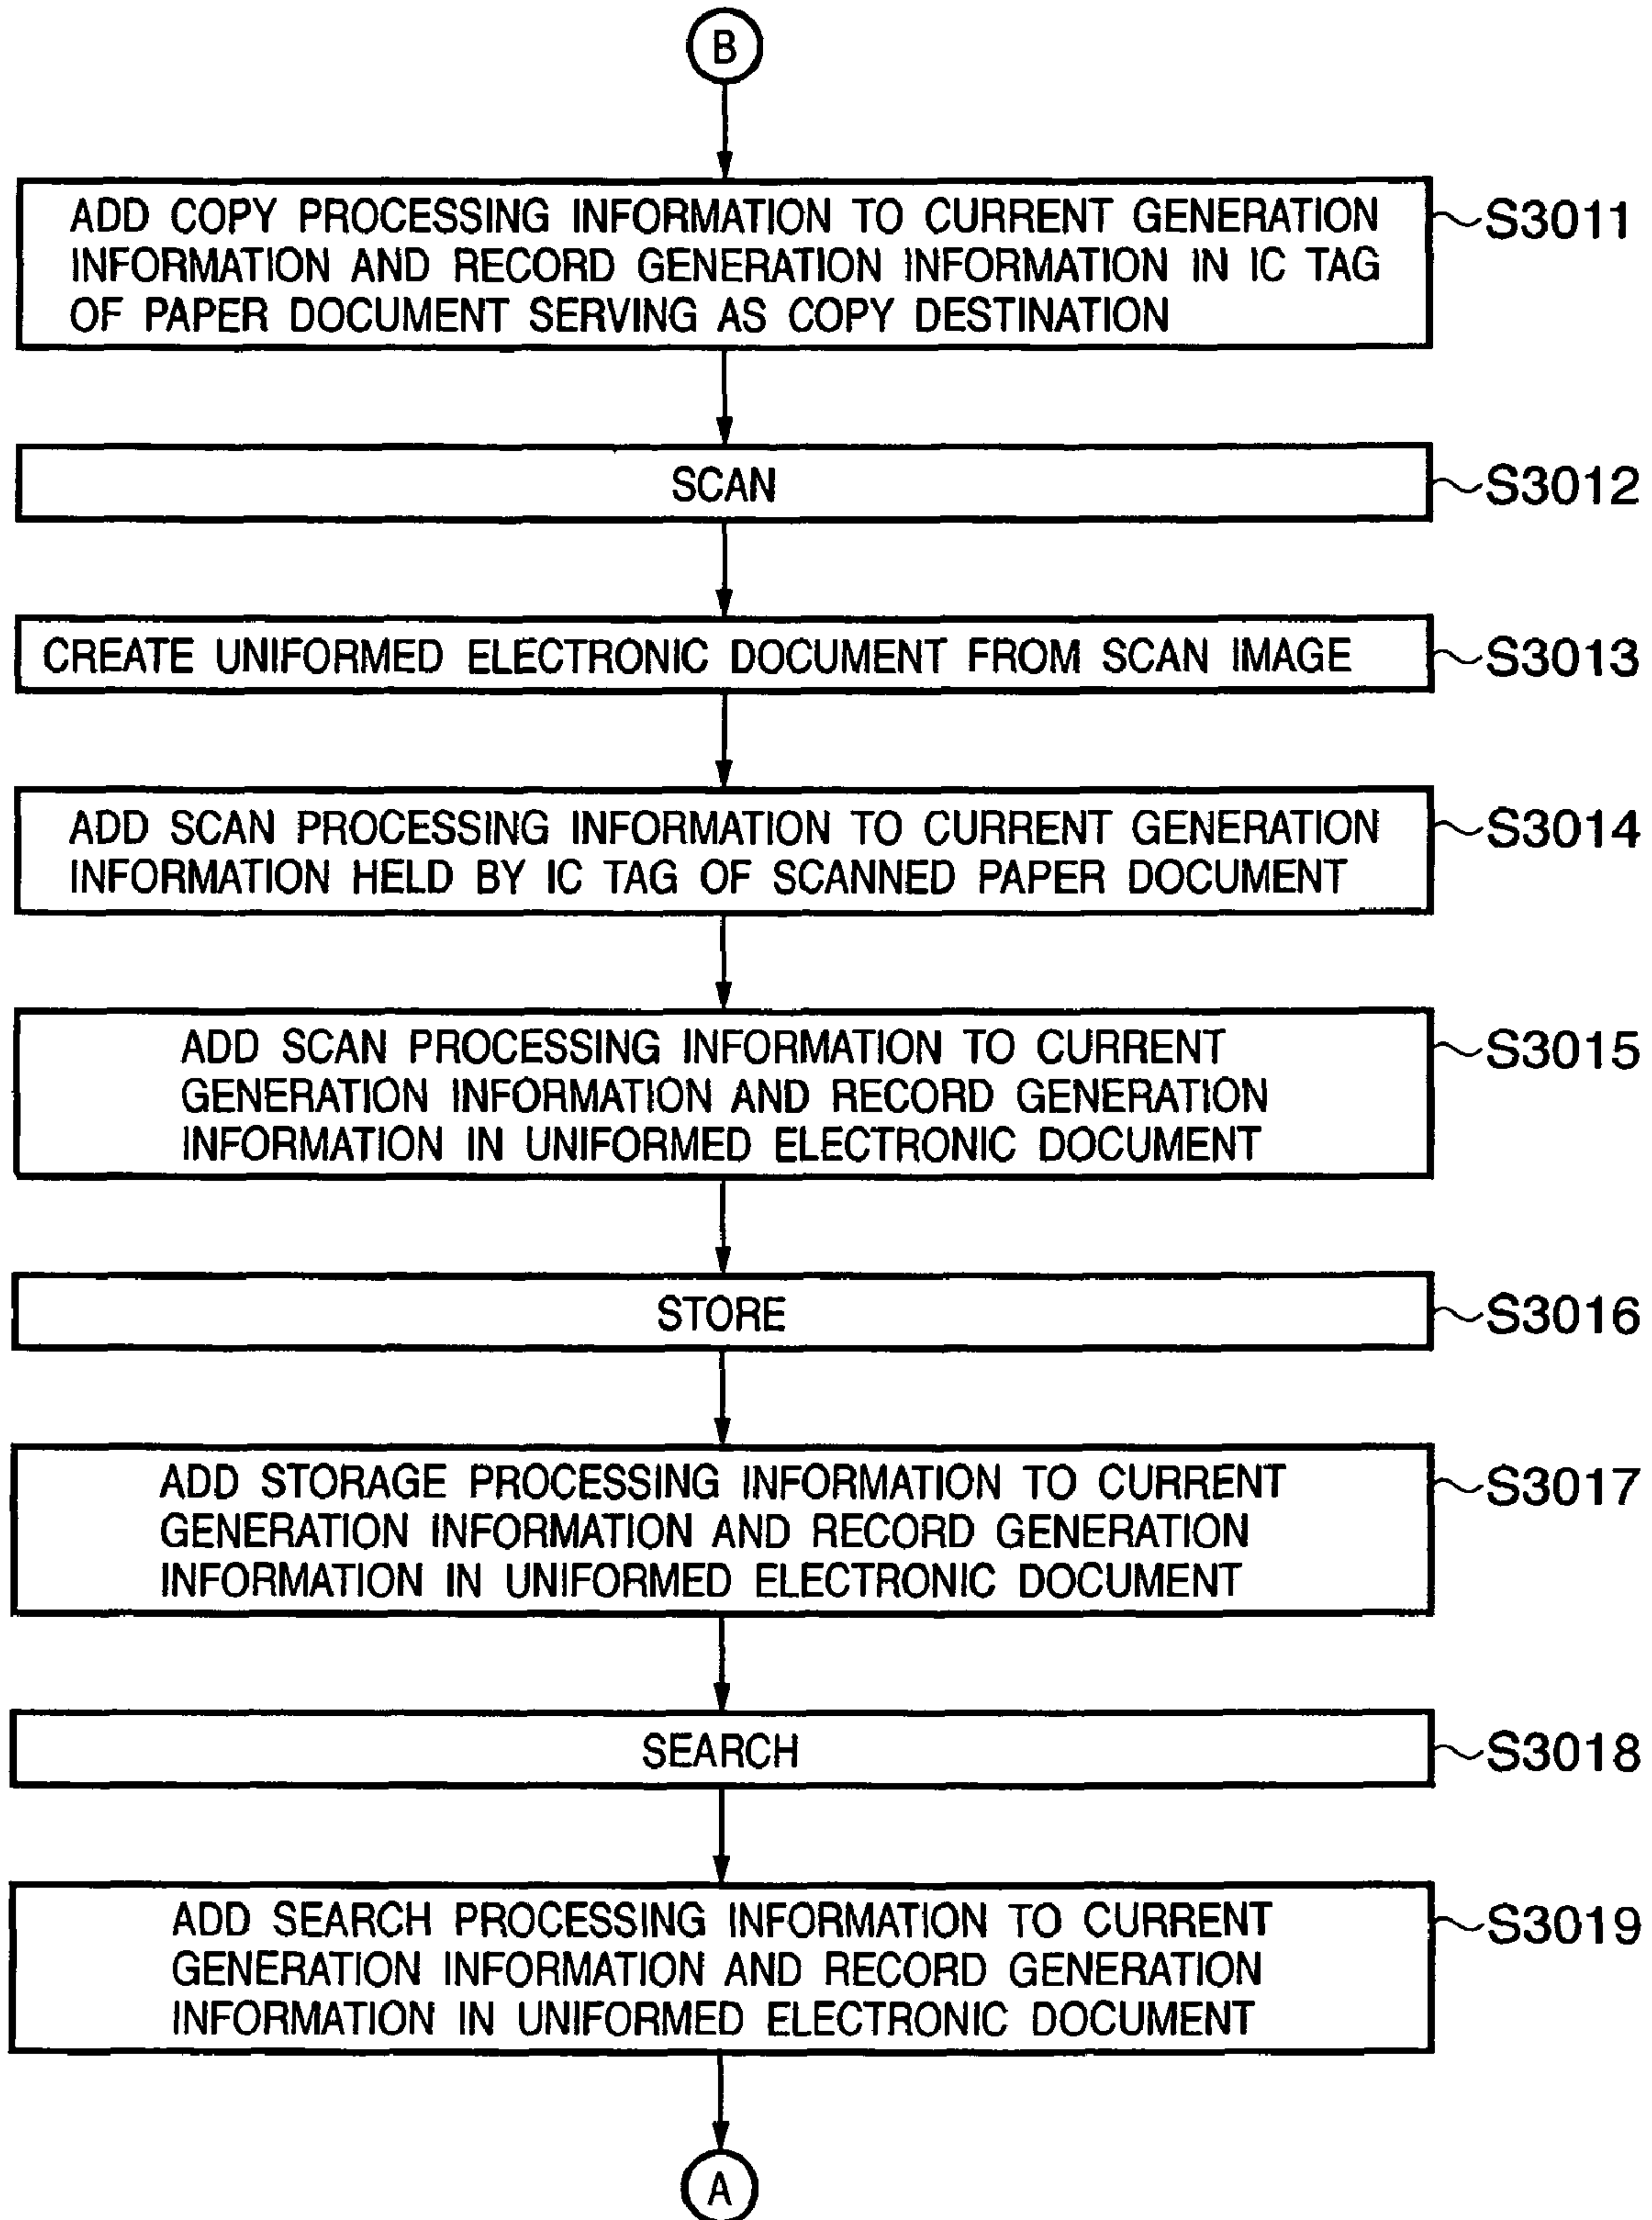 B
ADD COPY PROCESSING INFORMATION TO CURRENT GENERATION
INFORMATION AND RECORD GENERATION INFORMATION IN IC TAG
OF PAPER DOCUMENT SERVING AS COPY DESTINATION
S3011
SCAN
S3012
CREATE UNIFORMED ELECTRONIC DOCUMENT FROM SCAN IMAGE
S3013
ADD SCAN PROCESSING INFORMATION TO CURRENT GENERATION
INFORMATION HELD BY IC TAG OF SCANNED PAPER DOCUMENT
S3014
ADD SCAN PROCESSING INFORMATION TO CURRENT
GENERATION INFORMATION AND RECORD GENERATION
INFORMATION IN UNIFORMED ELECTRONIC DOCUMENT
S3015
STORE
S3016
ADD STORAGE PROCESSING INFORMATION TO CURRENT
GENERATION INFORMATION AND RECORD GENERATION
INFORMATION IN UNIFORMED ELECTRONIC DOCUMENT
S3017
SEARCH
S3018
ADD SEARCH PROCESSING INFORMATION TO CURRENT
GENERATION INFORMATION AND RECORD GENERATION
INFORMATION IN UNIFORMED ELECTRONIC DOCUMENT
S3019
A